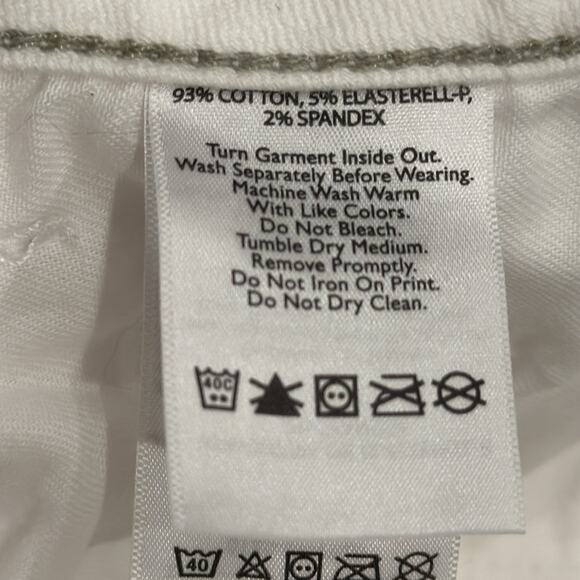 93% COTTON, 5% ELASTERELL-P,
2% SPANDEX
Turn Garment Inside Out.
Wash Separately Before Wearing.
Machine Wash Warm
With Like Colors.
Do Not Bleach.
Tumble Dry Medium.
Remove Promptly.
Do Not Iron On Print.
Do Not Dry Clean.
40C
40